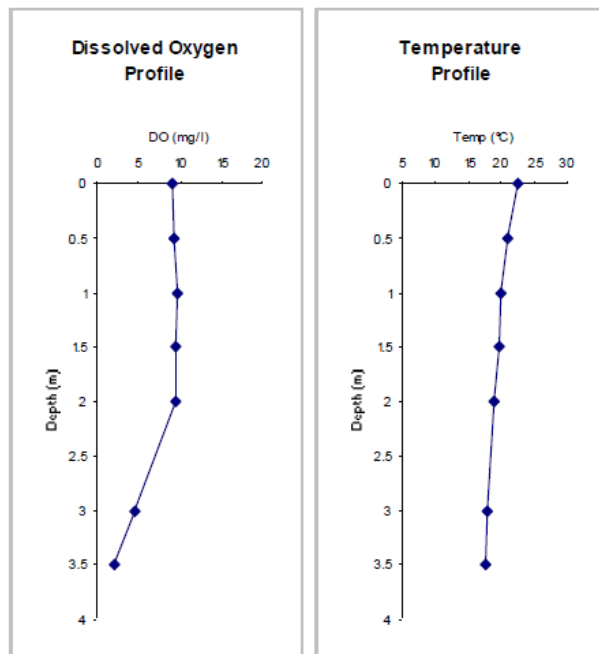 Dissolved Oxygen
Profile
DO (mg/l)
0 5 10 15 20
0
0.5
1
1.5
2
2.5
3
3.5
4
Depth (m)
Temperature
Profile
Temp (°C)
5 10 15 20 25 30
0
0.5
1
1.5
2
2.5
3
3.5
4
Depth (m)